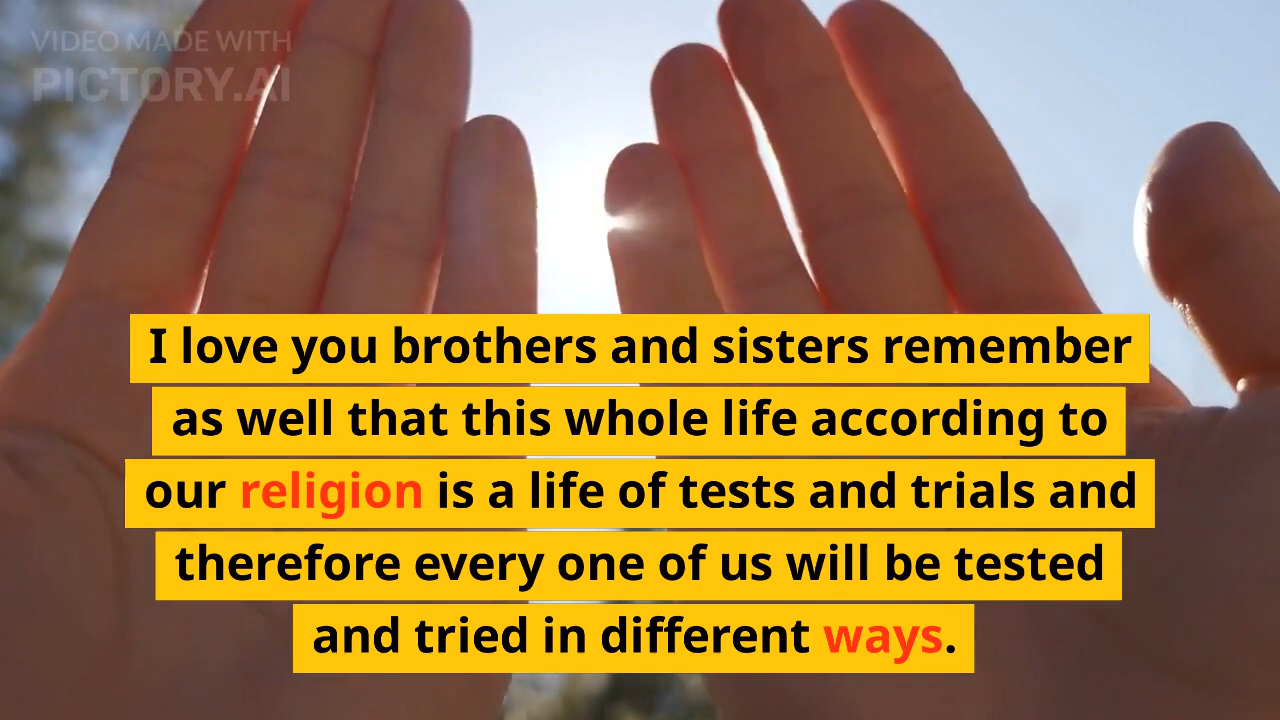 VIDEO MADE WITH
PICTORY.AI
I love you brothers and sisters remember
as well that this whole life according to
our religion is a life of tests and trials and
therefore every one of us will be tested
and tried in different ways.